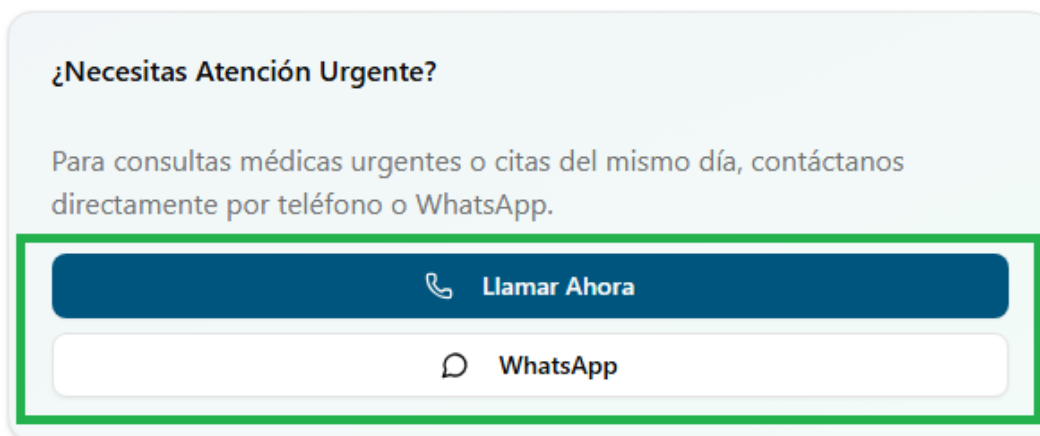 ¿Necesitas Atención Urgente?
Para consultas médicas urgentes o citas del mismo día, contáctanos
directamente por teléfono o WhatsApp.
Llamar Ahora
WhatsApp